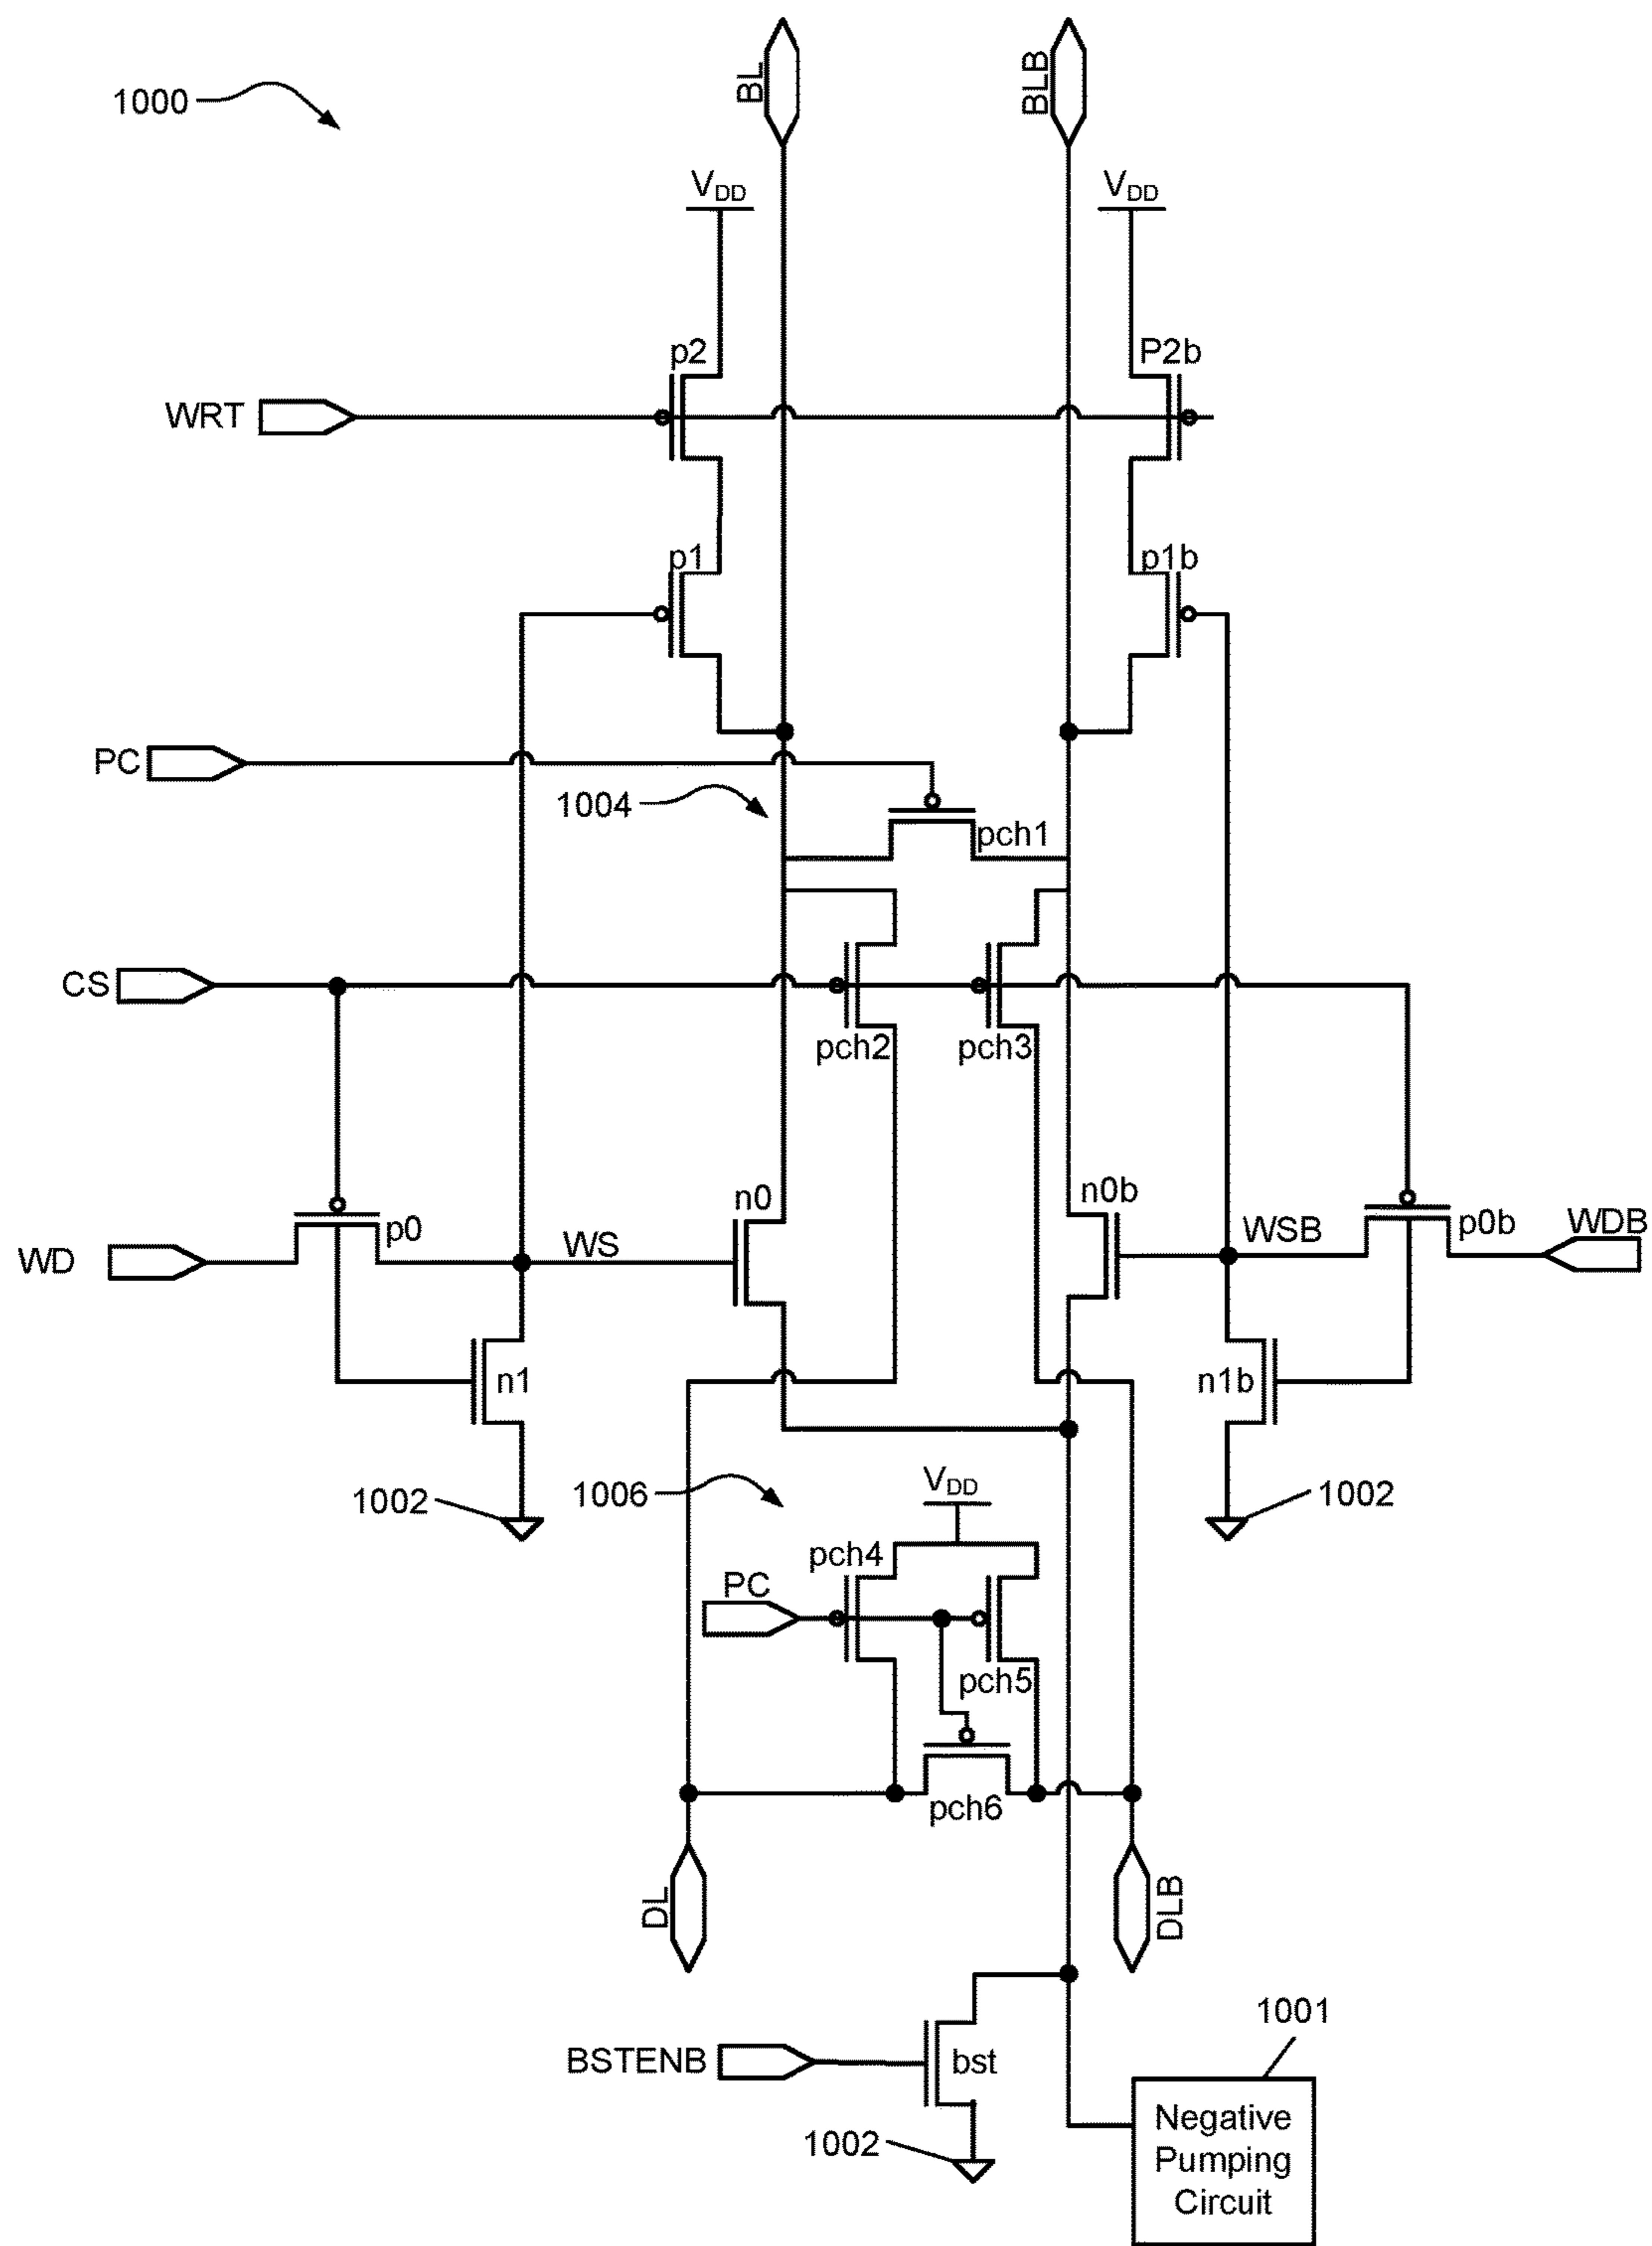 BL
BLB
1000
VDD
VDD
p2
P2b
WRT
p1
p1b
PC
1004
pch1
CS
pch2
pch3
n0
n0b
WD
p0
WS
WSB
p0b
WDB
n1
n1b
1002
1006
VDD
1002
pch4
PC
pch5
pch6
DL
DLB
1001
BSTENB
bst
1002
Negative
Pumping
Circuit